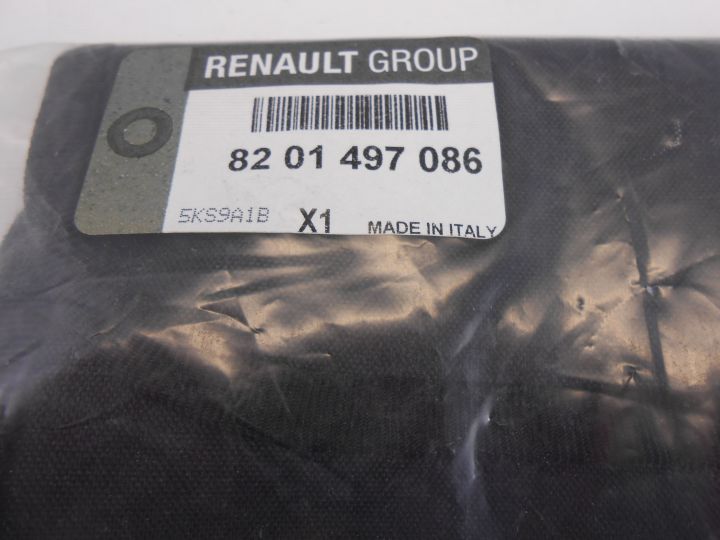 RENAULT GROUP
82 01 497 086
5KS9A1B X1 MADE IN ITALY